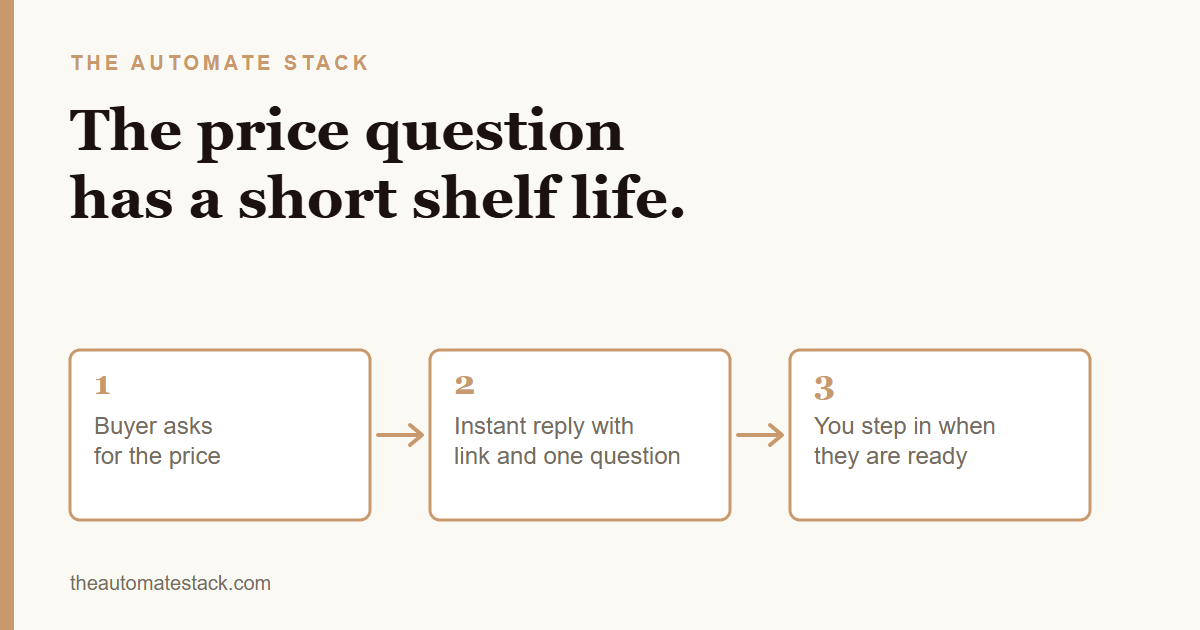 THE AUTOMATE STACK
The price question
has a short shelf life.
1
Buyer asks
for the price
2
Instant reply with
link and one question
3
You step in when
they are ready
theautomatestack.com